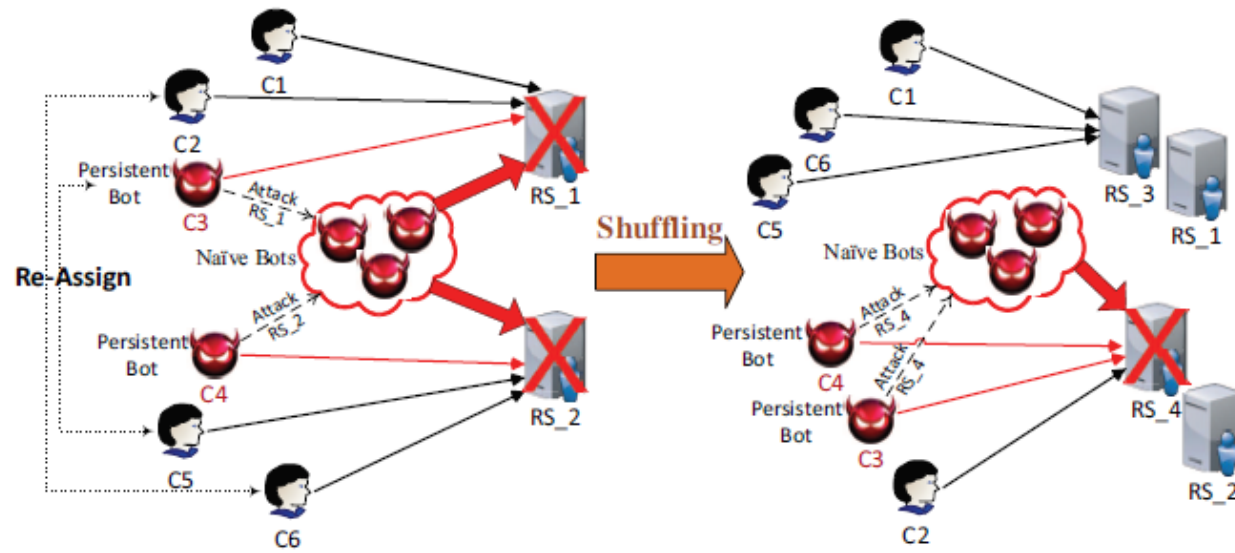 C1
C2
Persistent
Bot
C3
Attack
RS_1
Naïve Bots
RS_1
Re-Assign
Attack
RS_2
Persistent
Bot
C4
RS_2
C5
C6
Shuffling
C1
C6
C5
RS_3
RS_1
Naïve Bots
Attack
RS_4
Persistent
Bot
C4
Attack
RS_4
Persistent
Bot
C3
RS_4
C2
RS_2